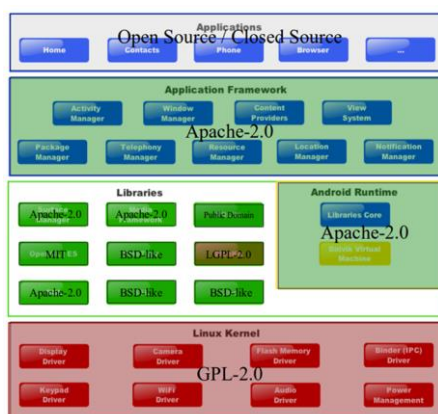 Applications
Open Source / Closed Source
Home Contacts Phone Browser ...
Application Framework
Activity Manager Window Manager Content Providers View System
Apache-2.0
Package Manager Telephony Manager Resource Manager Location Manager Notification Manager
Libraries
Apache-2.0 Apache-2.0 Public Domain
MIT BSD-like LGPL-2.0
Apache-2.0 BSD-like BSD-like
Android Runtime
Libraries Core
Apache-2.0
Machine
Linux Kernel
Display Driver Camera Driver Flash Memory Driver Binder (IPC) Driver
GPL-2.0
Keypad Driver WiFi Driver Audio Driver Power Management